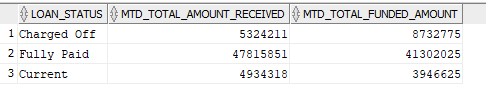 LOAN_STATUS MTD_TOTAL_AMOUNT_RECEIVED MTD_TOTAL_FUNDED_AMOUNT
1 Charged Off 5324211 8732775
2 Fully Paid 47815851 41302025
3 Current 4934318 3946625